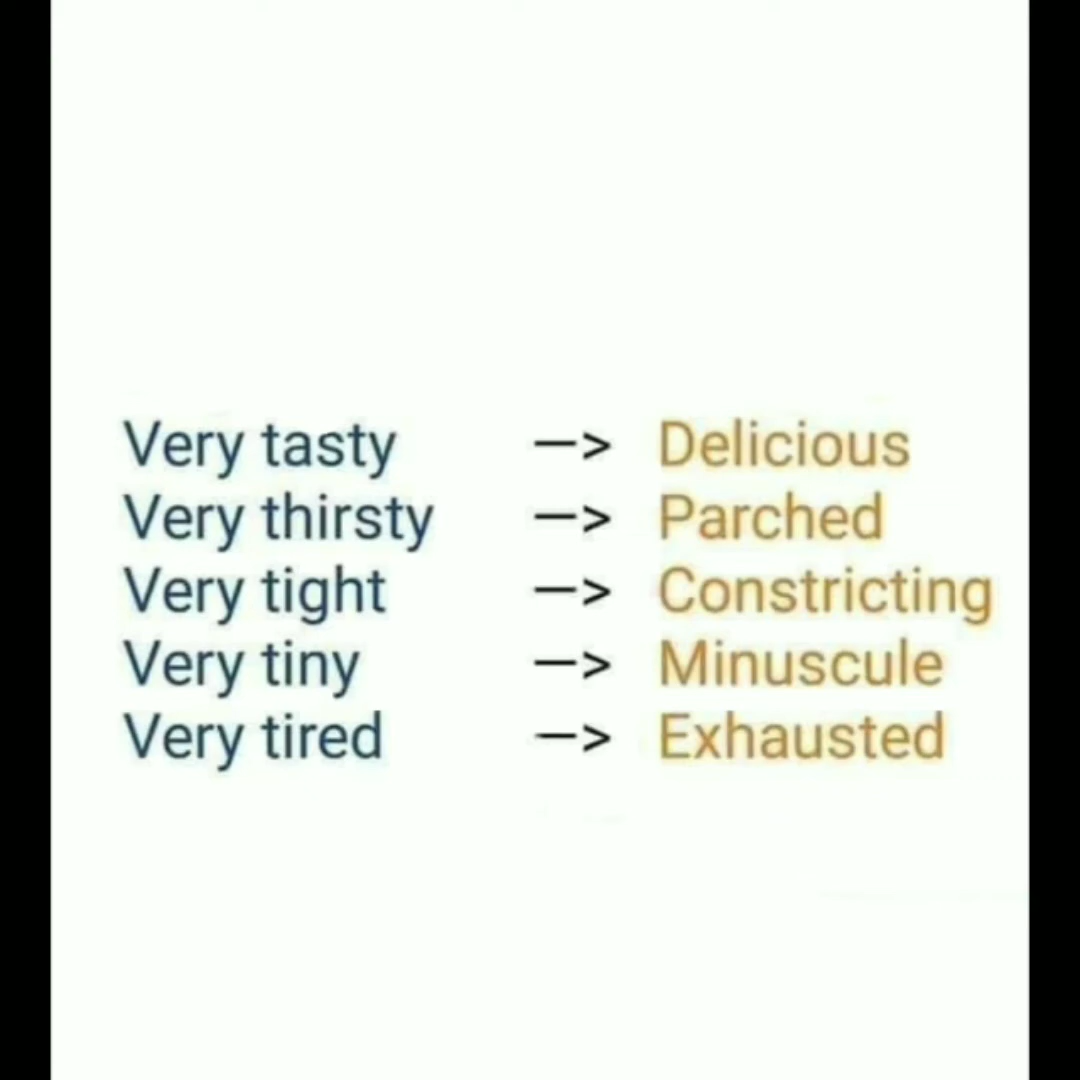 Very tasty —> Delicious
Very thirsty —> Parched
Very tight —> Constricting
Very tiny —> Minuscule
Very tired —> Exhausted